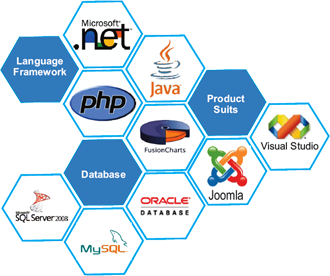 Microsoft®
.net
Language
Framework
Java
php
Product
Suits
FusionCharts
Visual Studio
Database
Joomla
Microsoft
SQL Server 2008
ORACLE
DATABASE
MySQL